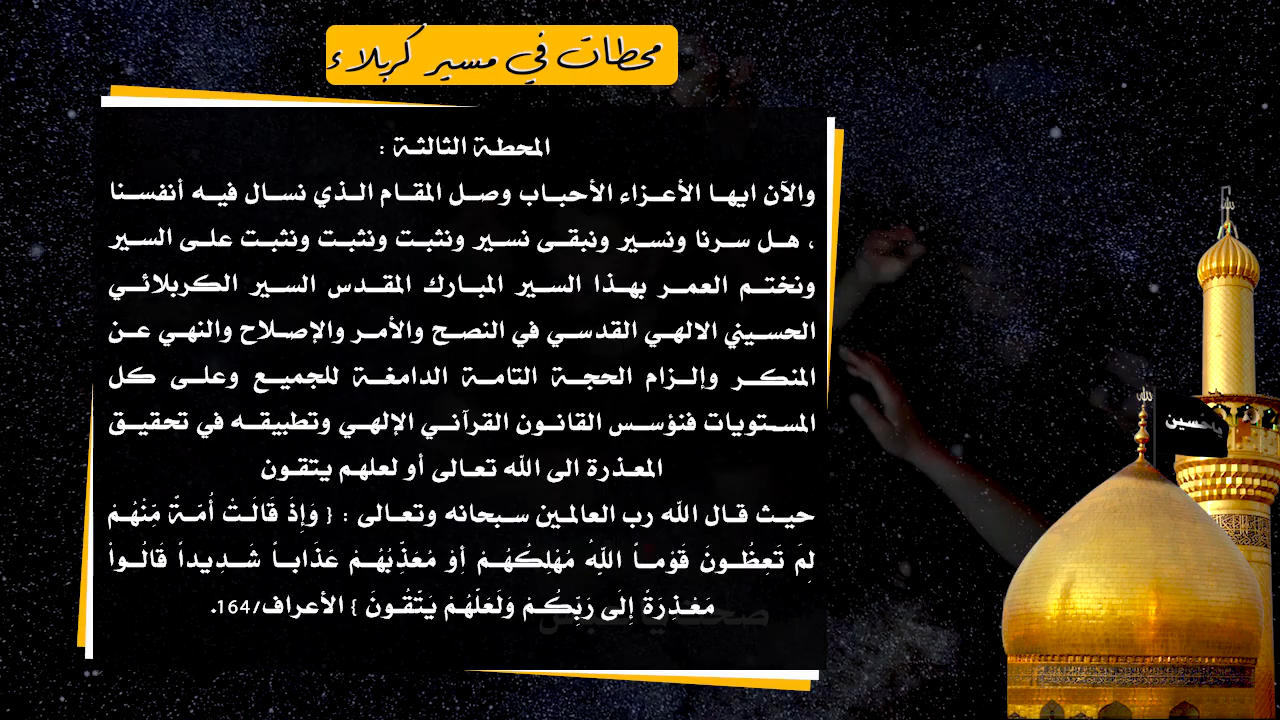 محطات في مسير كربلاء
المحطة الثالثة :
والآن ايها الأعزاء الأحباب وصل المقام الذي نسال فيه أنفسنا
، هل سرنا ونسير ونبقى نسير ونثبت ونثبت ونثبت على السير
ونختم العمر بهذا السير المبارك المقدس السير الكربلائي
الحسيني الالهي القدسي في النصح والأمر والإصلاح والنهي عن
المنكر وإلزام الحجة التامة الدامغة للجميع وعلى كل
المستويات فنؤسس القانون القرآني الإلهي وتطبيقه في تحقيق
المعذرة الى الله تعالى أو لعلهم يتقون
حيث قال الله رب العالمين سبحانه وتعالى : { وَإِذَ قَالَتْ أُمَةٌ مَنْهُمْ
لِمَ تَعِظُونَ قَوْماً اللّهُ مُهْلِكُهُمْ أَوْ مُعَذِّبُهُمْ عَذَاباً شَدِيداً قَالُواْ
مَعْذِرَةً إِلَى رَبِّكُمْ وَلَعَلَّهُمْ يَتَّقُونَ } الأعراف/164.
ياحسين